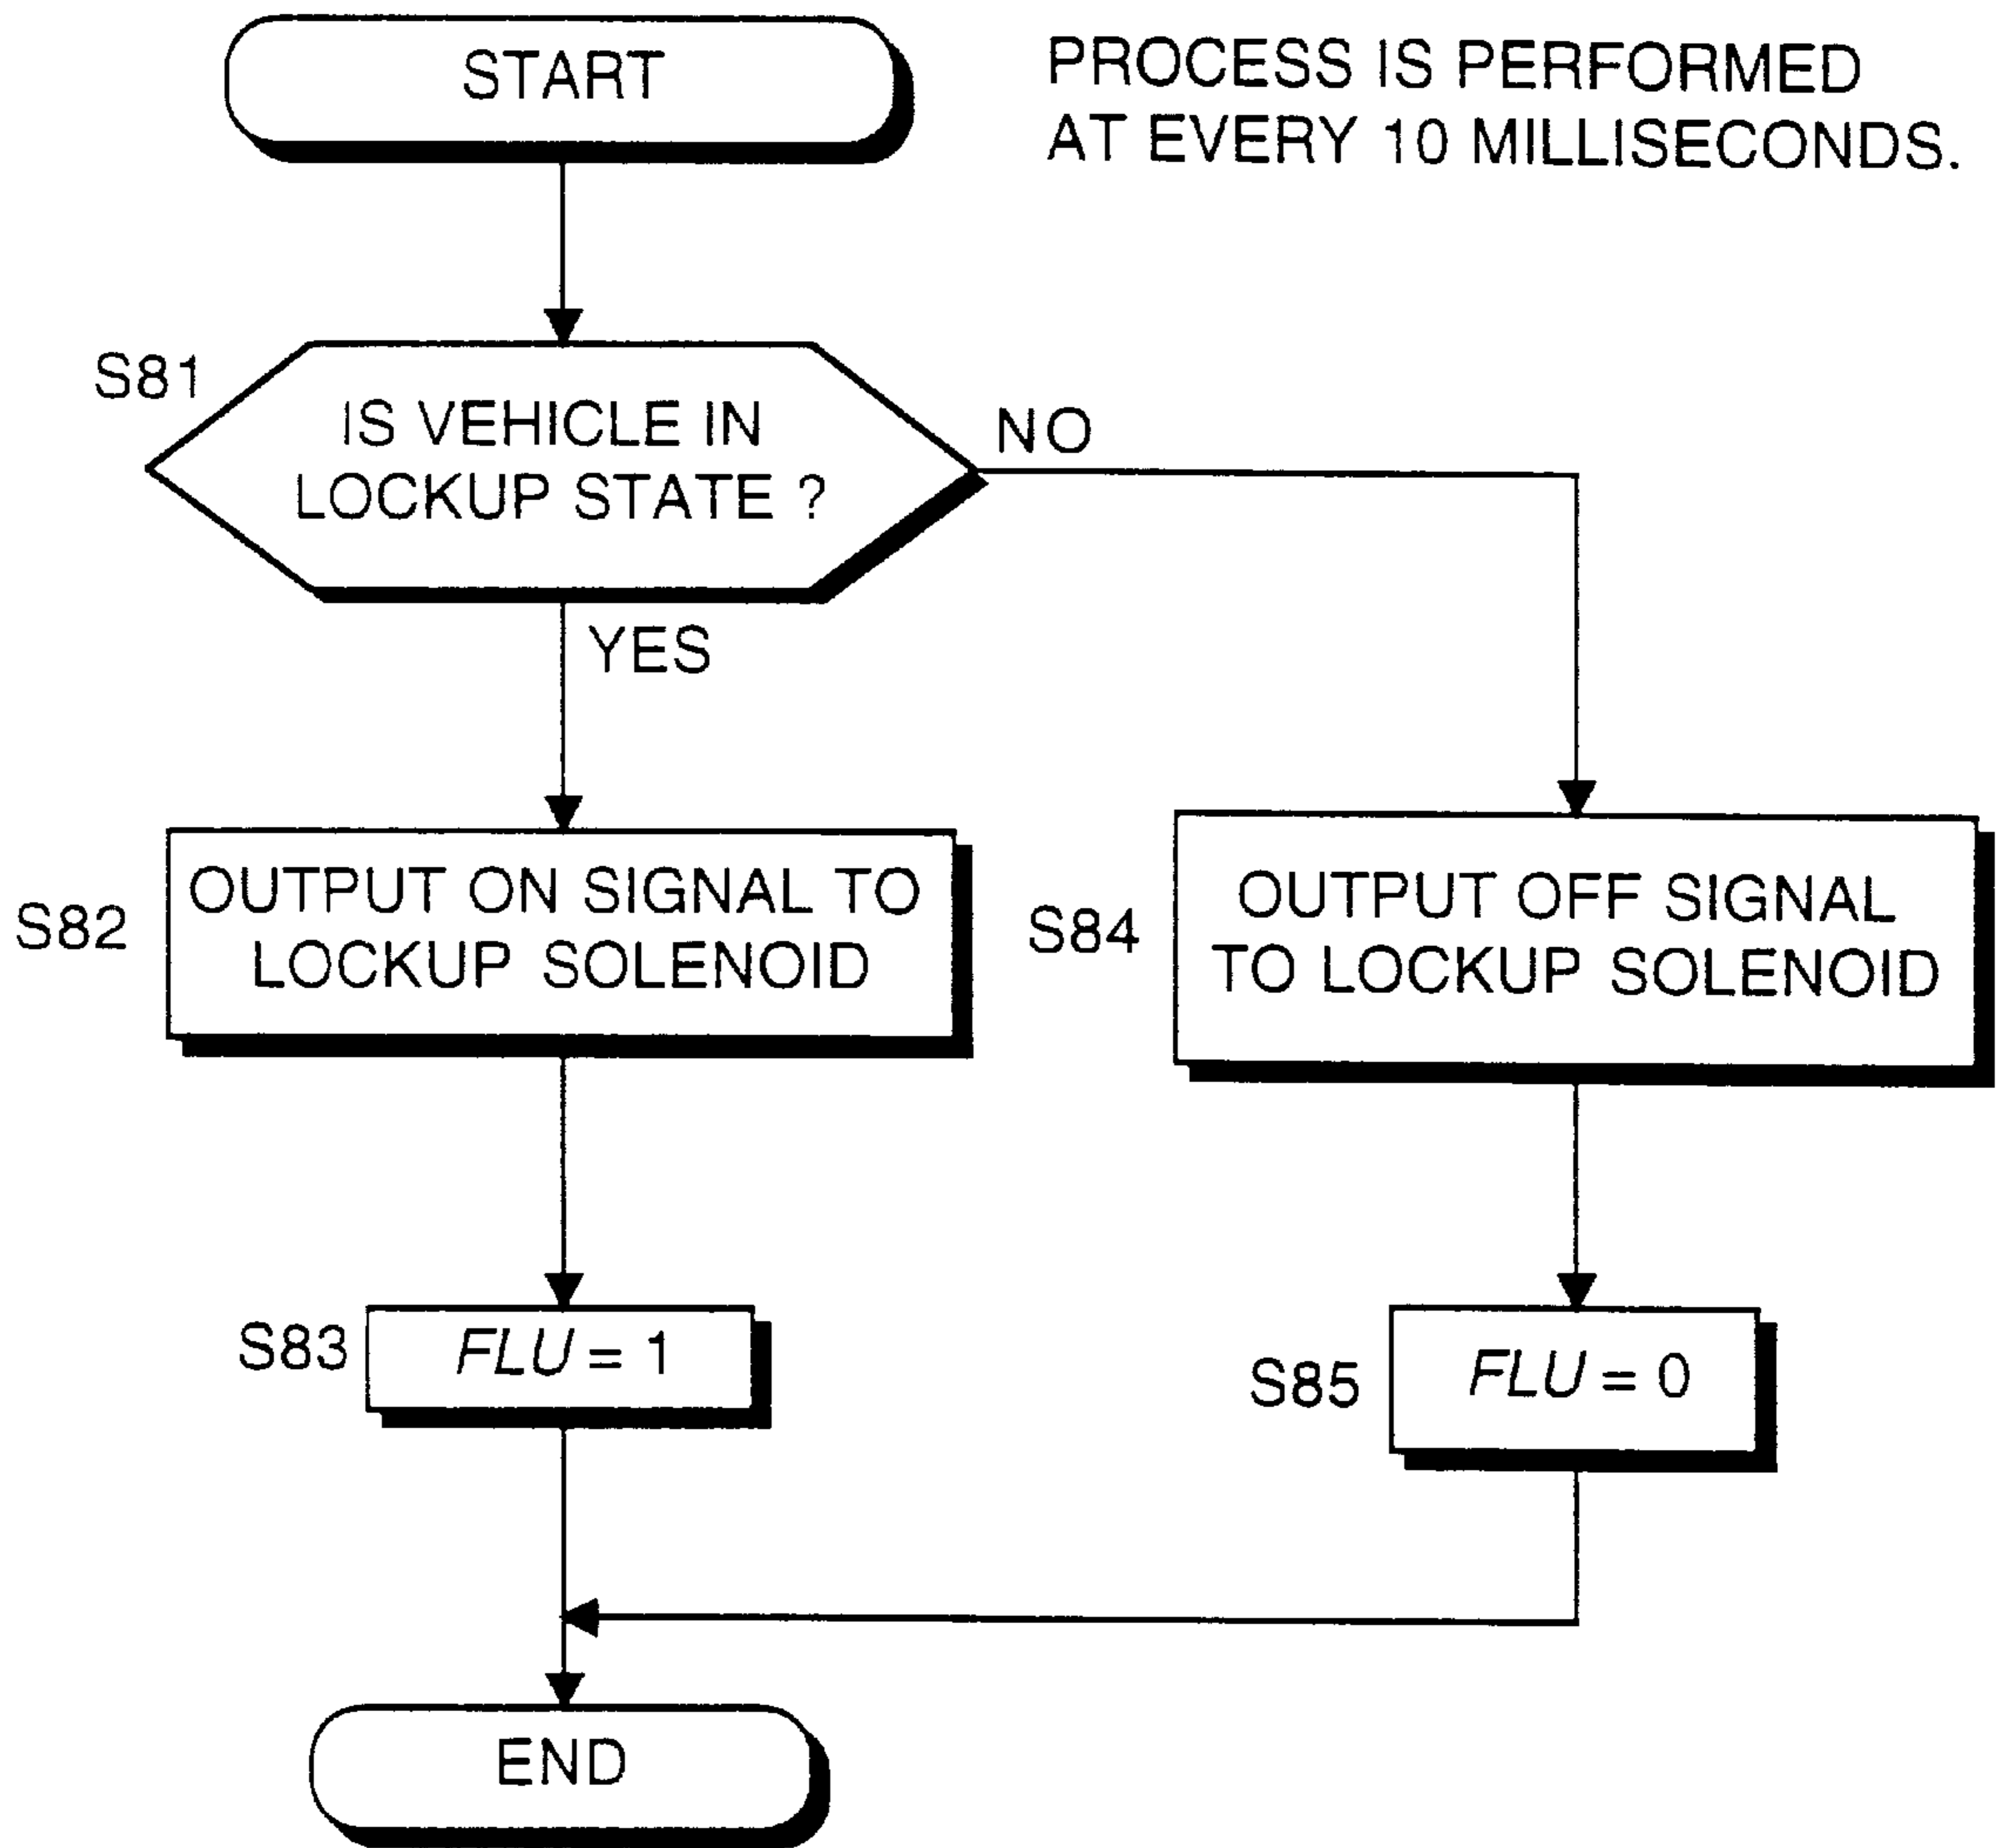 START
PROCESS IS PERFORMED
AT EVERY 10 MILLISECONDS.
S81
IS VEHICLE IN
LOCKUP STATE ?
NO
YES
S82
OUTPUT ON SIGNAL TO
LOCKUP SOLENOID
S84
OUTPUT OFF SIGNAL
TO LOCKUP SOLENOID
S83
FLU = 1
S85
FLU = 0
END